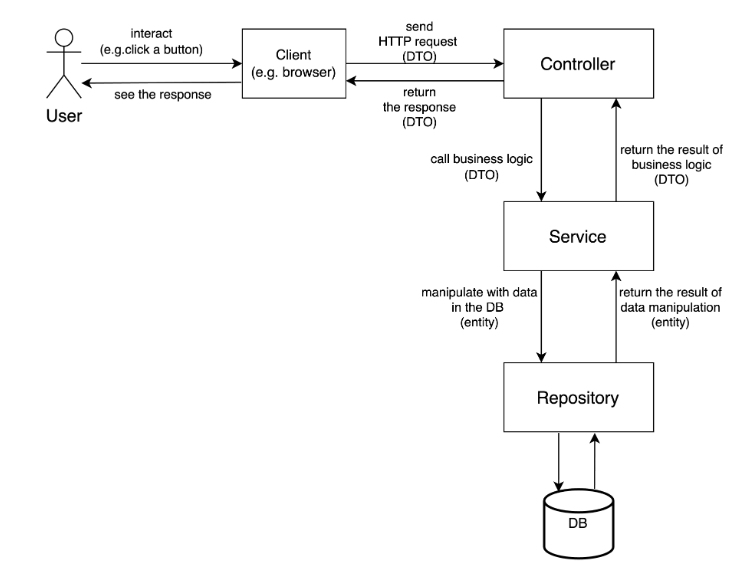 interact
(e.g.click a button)
see the response
User
Client
(e.g. browser)
send
HTTP request
(DTO)
return
the response
(DTO)
Controller
call business logic
(DTO)
return the result of
business logic
(DTO)
Service
manipulate with data
in the DB
(entity)
return the result of
data manipulation
(entity)
Repository
DB